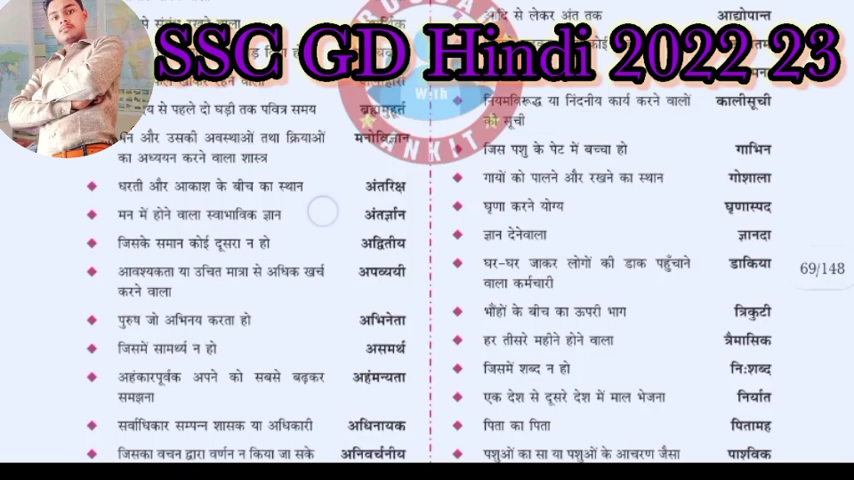 SSC GD Hindi 2022 23
से पहले दो घड़ी तक पवित्र समय ब्रह्ममुहूर्त
और उसकी अवस्थाओं तथा क्रियाओं मनोविज्ञान
का अध्ययन करने वाला शास्त्र
धरती और आकाश के बीच का स्थान अंतरिक्ष
मन में होने वाला स्वाभाविक ज्ञान अंतर्ज्ञान
जिसके समान कोई दूसरा न हो अद्वितीय
आवश्यकता या उचित मात्रा से अधिक खर्च अपव्ययी
करने वाला
पुरुष जो अभिनय करता हो अभिनेता
जिसमें सामर्थ्य न हो असमर्थ
अहंकारपूर्वक अपने को सबसे बढ़कर अहंमन्यता
समझना
सर्वाधिकार सम्पन्न शासक या अधिकारी अधिनायक
जिसका वचन द्वारा वर्णन न किया जा सके अनिवर्चनीय
आदि से लेकर अंत तक आद्योपान्त
नियमविरूद्ध या निंदनीय कार्य करने वालों कालीसूची
की सूची
जिस पशु के पेट में बच्चा हो गाभिन
गायों को पालने और रखने का स्थान गोशाला
घृणा करने योग्य घृणास्पद
ज्ञान देनेवाला ज्ञानदा
घर-घर जाकर लोगों की डाक पहुँचाने डाकिया
वाला कर्मचारी
भौंहों के बीच का ऊपरी भाग त्रिकुटी
हर तीसरे महीने होने वाला त्रैमासिक
जिसमें शब्द न हो नि:शब्द
एक देश से दूसरे देश में माल भेजना निर्यात
पिता का पिता पितामह
पशुओं का सा या पशुओं के आचरण जैसा पाश्विक
With
ANKIT
69/148